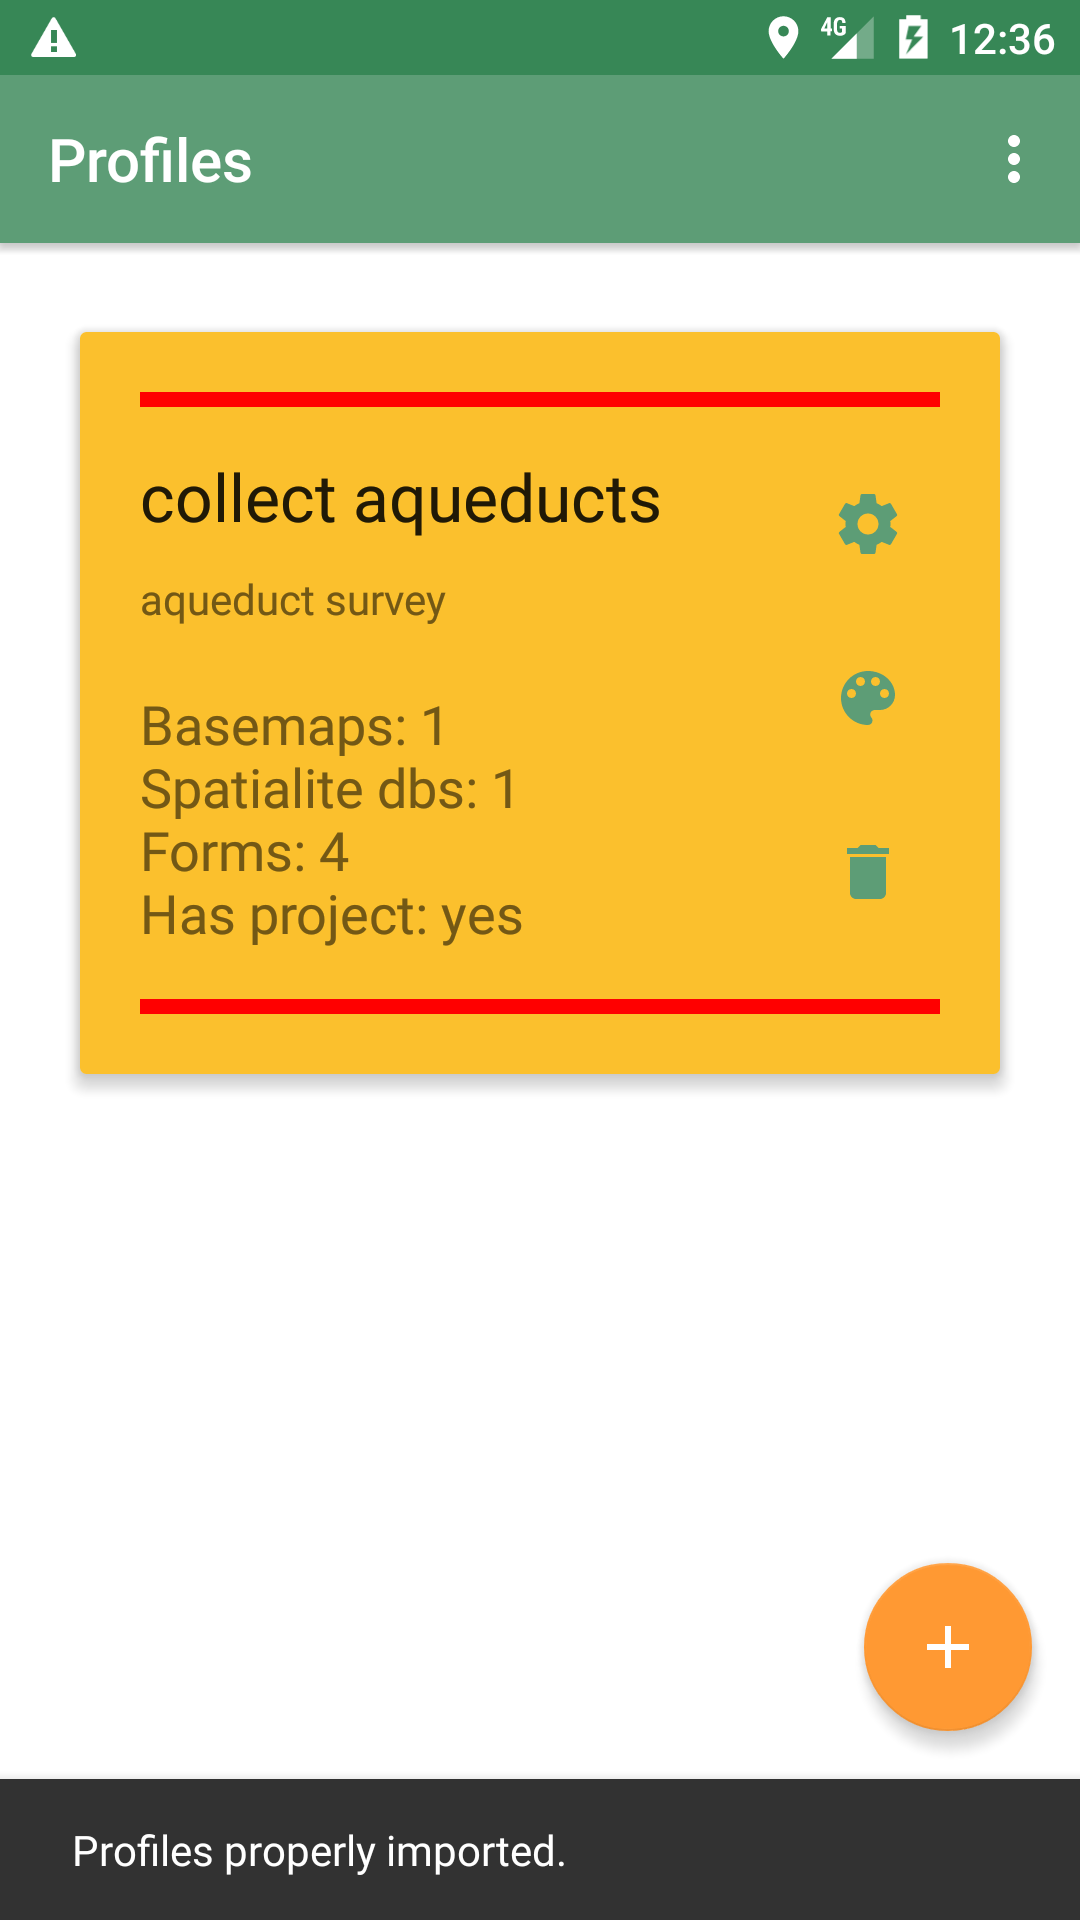 4G 12:36
Profiles
collect aqueducts
aqueduct survey
Basemaps: 1
Spatialite dbs: 1
Forms: 4
Has project: yes
Profiles properly imported.